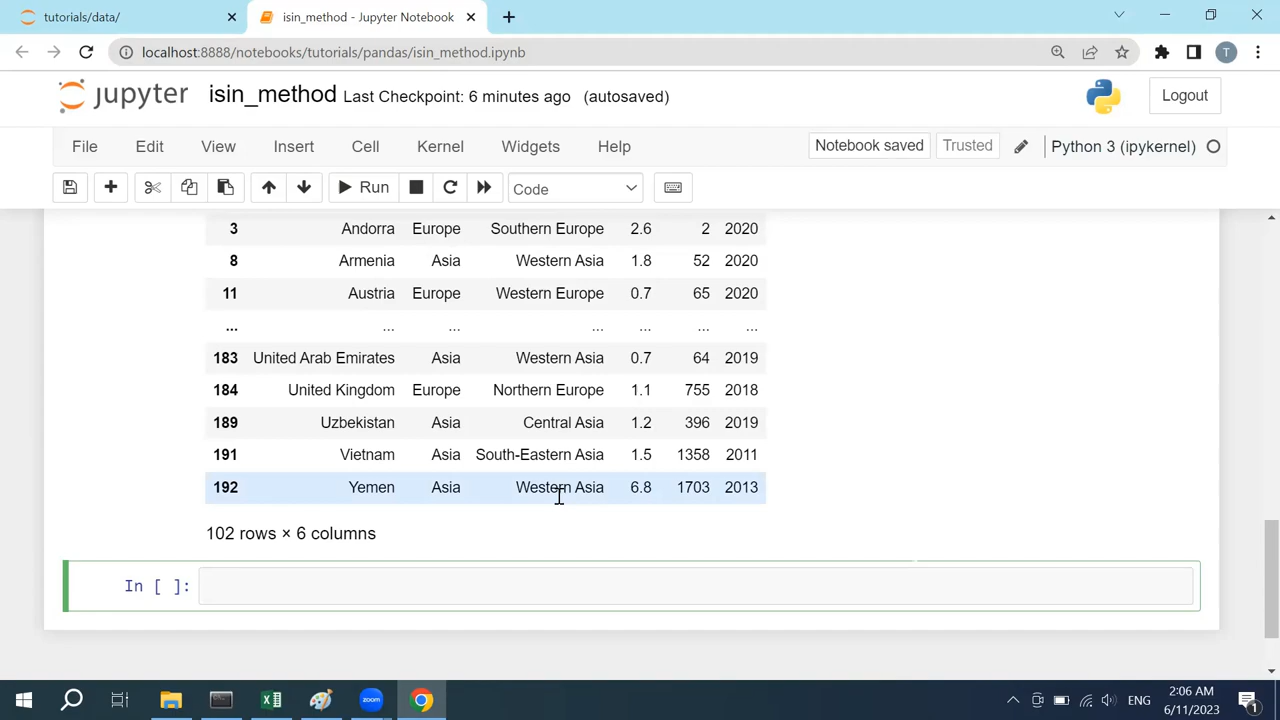 tutorials/data/
isin_method - Jupyter Notebook
localhost:8888/notebooks/tutorials/pandas/isin_method.ipynb
T
jupyter isin_method Last Checkpoint: 6 minutes ago (autosaved)
Logout
File Edit View Insert Cell Kernel Widgets Help
Notebook saved Trusted Python 3 (ipykernel)
Run Code
3 Andorra Europe Southern Europe 2.6 2 2020
8 Armenia Asia Western Asia 1.8 52 2020
11 Austria Europe Western Europe 0.7 65 2020
... ... ... ... ... ... ...
183 United Arab Emirates Asia Western Asia 0.7 64 2019
184 United Kingdom Europe Northern Europe 1.1 755 2018
189 Uzbekistan Asia Central Asia 1.2 396 2019
191 Vietnam Asia South-Eastern Asia 1.5 1358 2011
192 Yemen Asia Western Asia 6.8 1703 2013
102 rows × 6 columns
In [ ]:
zoom
ENG
2:06 AM
6/11/2023
1